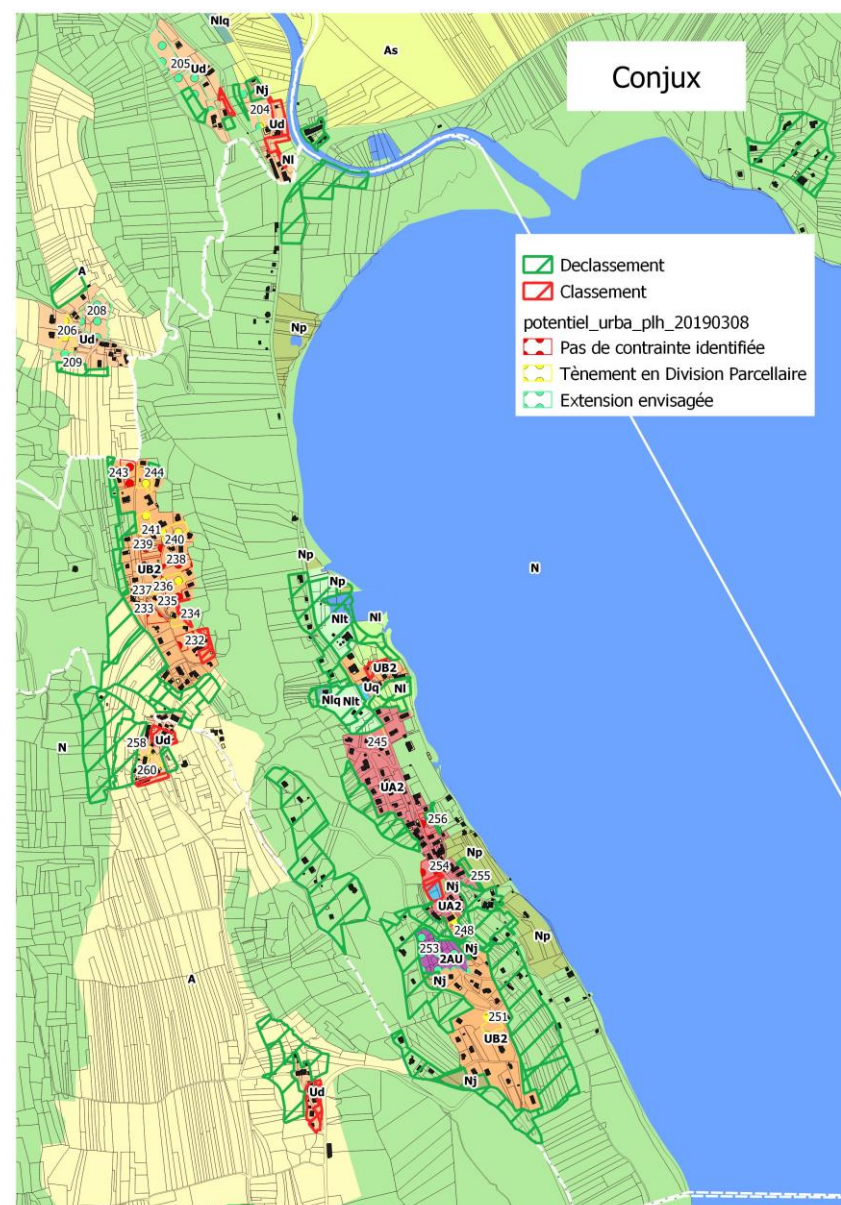 Nlq
As
Conjux
205
Ud
Nj
204
Ud
Nl
Declassement
Classement
potentiel_urba_plh_20190308
Pas de contrainte identifiée
Tènement en Division Parcellaire
Extension envisagée
A
208
206
Ud
209
Np
243
244
241
239
240
238
UB2
236
237
235
233
234
232
Np
N
Np
Nlt
Nl
UB2
Uq
Nl
Nlq
Nlt
258
Ud
N
260
245
UA2
256
Np
254
Nj
255
UA2
248
253
Nj
2AU
Np
Nj
A
251
UB2
Nj
Ud